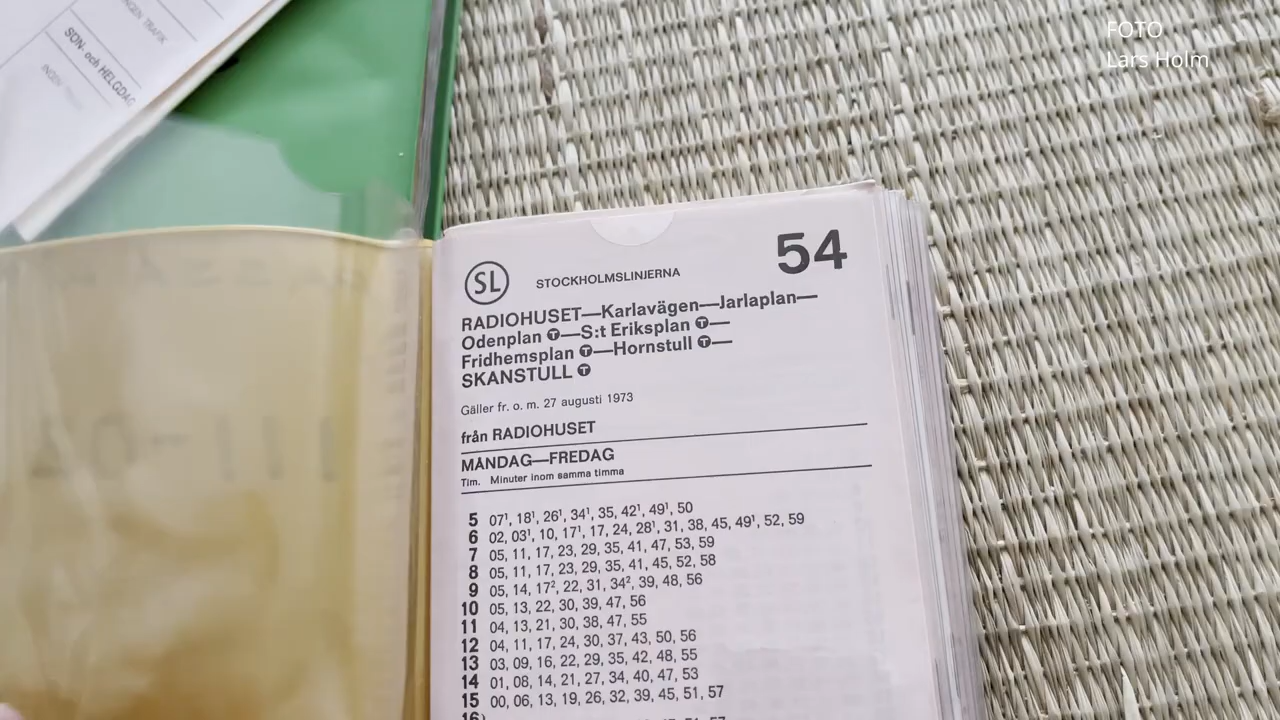 FOTO
Lars Holm
SÖN- och HELGDAG
SL
STOCKHOLMSLINJERNA
54
RADIOHUSET—Karlavägen—Jarlaplan—
Odenplan T—S:t Eriksplan T—
Fridhemsplan T—Hornstull T—
SKANSTULL T
Gäller fr. o. m. 27 augusti 1973
från RADIOHUSET
MÅNDAG—FREDAG
Tim. Minuter inom samma timma
5 07¹, 18¹, 26¹, 34¹, 35, 42¹, 49¹, 50
6 02, 03¹, 10, 17¹, 17, 24, 28¹, 31, 38, 45, 49¹, 52, 59
7 05, 11, 17, 23, 29, 35, 41, 47, 53, 59
8 05, 11, 17, 23, 29, 35, 41, 45, 52, 58
9 05, 14, 17², 22, 31, 34², 39, 48, 56
10 05, 13, 22, 30, 39, 47, 56
11 04, 13, 21, 30, 38, 47, 55
12 04, 11, 17, 24, 30, 37, 43, 50, 56
13 03, 09, 16, 22, 29, 35, 42, 48, 55
14 01, 08, 14, 21, 27, 34, 40, 47, 53
15 00, 06, 13, 19, 26, 32, 39, 45, 51, 57